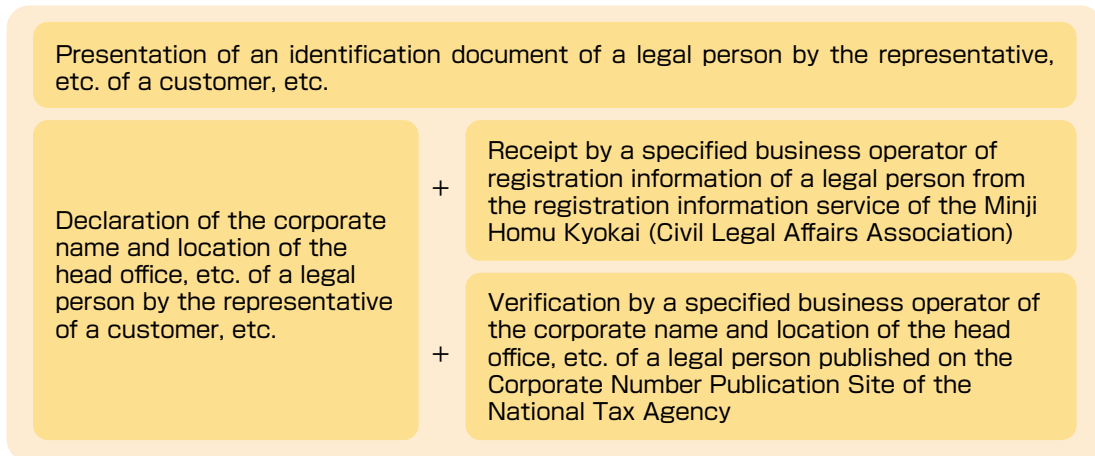 Presentation of an identification document of a legal person by the representative,
etc. of a customer, etc.
Declaration of the corporate
name and location of the
head office, etc. of a legal
person by the representative
of a customer, etc.
+
Receipt by a specified business operator of
registration information of a legal person from
the registration information service of the Minji
Homu Kyokai (Civil Legal Affairs Association)
+
Verification by a specified business operator of
the corporate name and location of the head
office, etc. of a legal person published on the
Corporate Number Publication Site of the
National Tax Agency